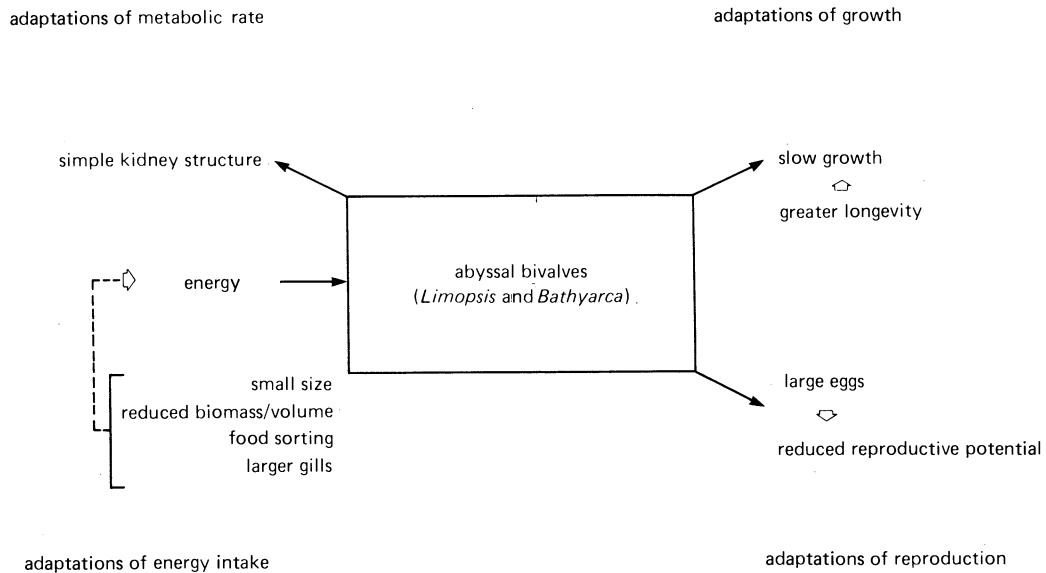 adaptations of metabolic rate
adaptations of growth
simple kidney structure
slow growth
greater longevity
energy
abyssal bivalves
(Limopsis and Bathyarca)
small size
reduced biomass/volume
food sorting
larger gills
large eggs
reduced reproductive potential
adaptations of energy intake
adaptations of reproduction